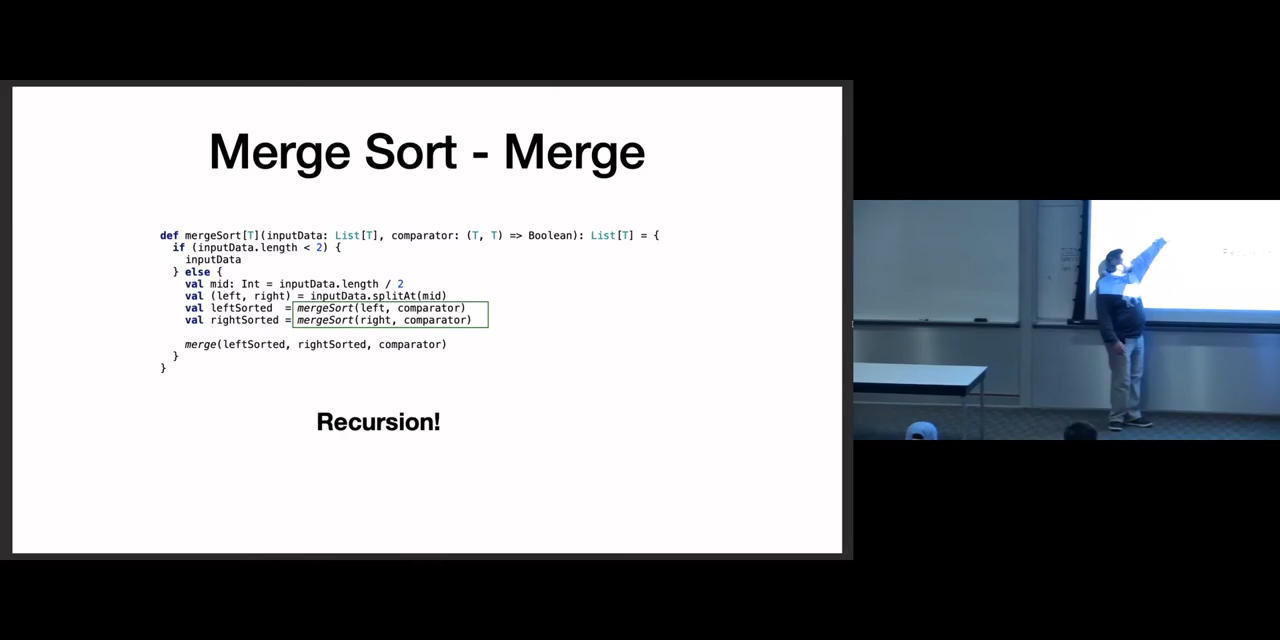 Merge Sort - Merge
def mergeSort[T](inputData: List[T], comparator: (T, T) => Boolean): List[T] = {
if (inputData.length < 2) {
inputData
} else {
val mid: Int = inputData.length / 2
val (left, right) = inputData.splitAt(mid)
val leftSorted = mergeSort(left, comparator)
val rightSorted = mergeSort(right, comparator)
merge(leftSorted, rightSorted, comparator)
}
}
Recursion!